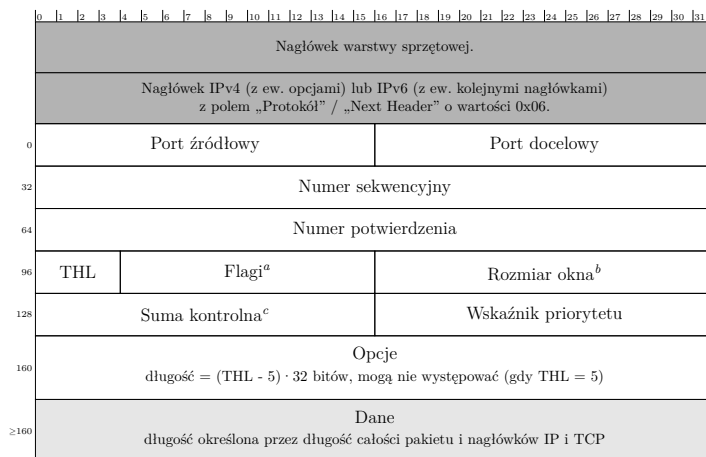 0 1 2 3 4 5 6 7 8 9 10 11 12 13 14 15 16 17 18 19 20 21 22 23 24 25 26 27 28 29 30 31
Nagłówek warstwy sprzętowej.
Nagłówek IPv4 (z ew. opcjami) lub IPv6 (z ew. kolejnymi nagłówkami)
z polem „Protokół” / „Next Header” o wartości 0x06.
0 Port źródłowy Port docelowy
32 Numer sekwencyjny
64 Numer potwierdzenia
96 THL Flagi^a Rozmiar okna^b
128 Suma kontrolna^c Wskaźnik priorytetu
Opcje
160 długość = (THL - 5) · 32 bitów, mogą nie występować (gdy THL = 5)
Dane
≥160 długość określona przez długość całości pakietu i nagłówków IP i TCP